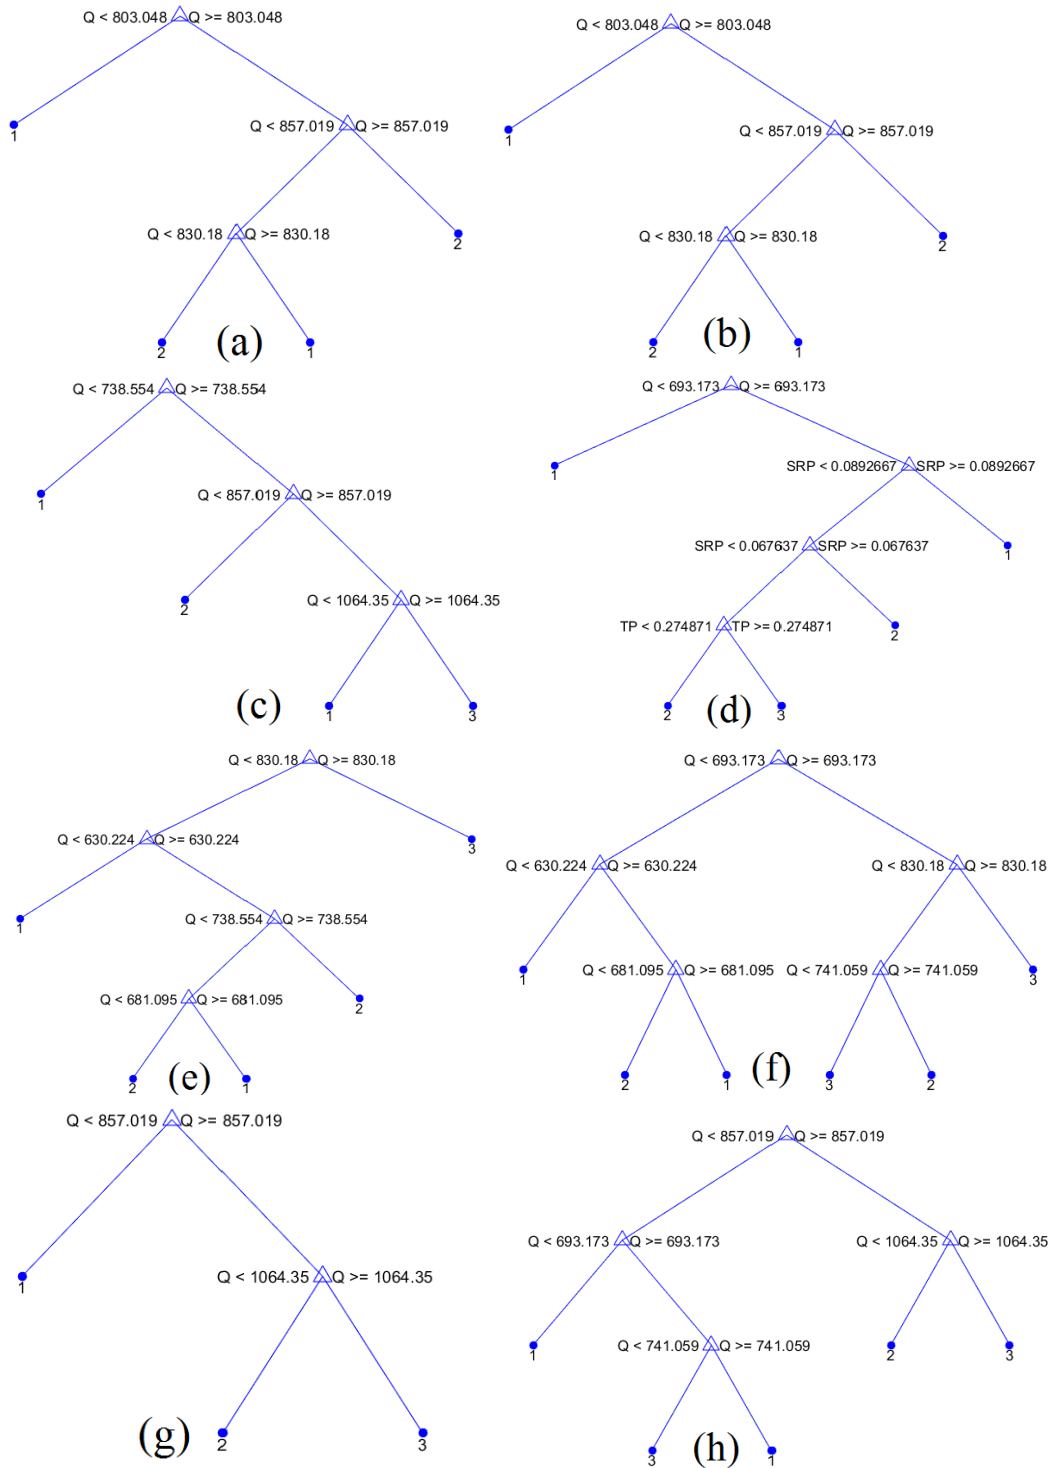 Q < 803.048 Q >= 803.048
1
Q < 857.019 Q >= 857.019
Q < 830.18 Q >= 830.18
2
2
1
(a)
Q < 803.048 Q >= 803.048
1
Q < 857.019 Q >= 857.019
Q < 830.18 Q >= 830.18
2
2
1
(b)
Q < 738.554 Q >= 738.554
1
Q < 857.019 Q >= 857.019
2
Q < 1064.35 Q >= 1064.35
1
3
(c)
Q < 693.173 Q >= 693.173
1
SRP < 0.0892667 SRP >= 0.0892667
SRP < 0.067637 SRP >= 0.067637
1
TP < 0.274871 TP >= 0.274871
2
2
3
(d)
Q < 830.18 Q >= 830.18
Q < 630.224 Q >= 630.224
3
1
Q < 738.554 Q >= 738.554
Q < 681.095 Q >= 681.095
2
2
1
(e)
Q < 693.173 Q >= 693.173
Q < 630.224 Q >= 630.224
Q < 830.18 Q >= 830.18
1
Q < 681.095 Q >= 681.095
Q < 741.059 Q >= 741.059
3
2
1
3
2
(f)
Q < 857.019 Q >= 857.019
1
Q < 1064.35 Q >= 1064.35
2
3
(g)
Q < 857.019 Q >= 857.019
Q < 693.173 Q >= 693.173
Q < 1064.35 Q >= 1064.35
1
Q < 741.059 Q >= 741.059
2
3
3
1
(h)